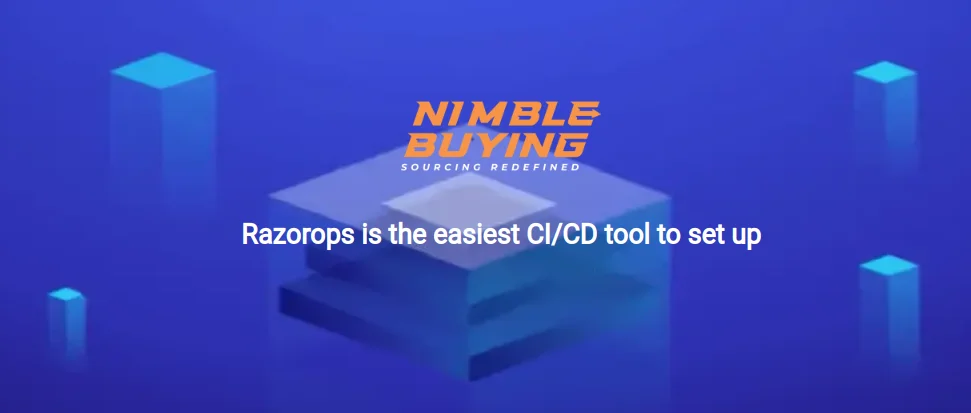 NIMBLE
BUYING
SOURCING REDEFINED
Razorops is the easiest CI/CD tool to set up